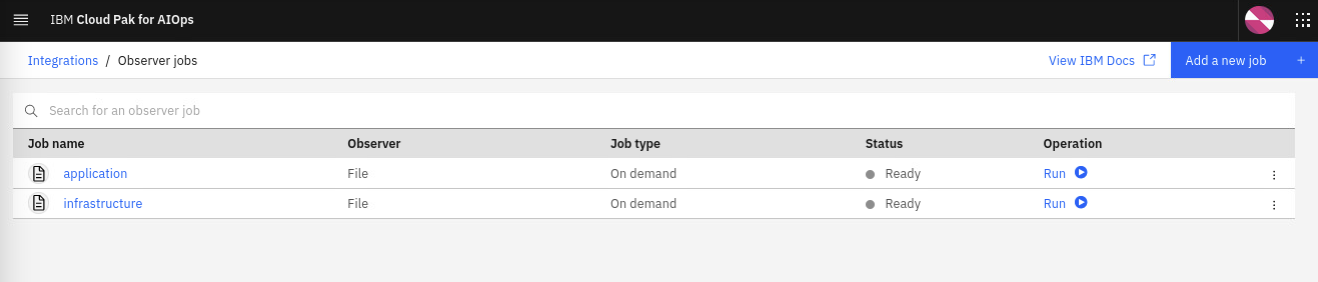 IBM Cloud Pak for AIOps
Integrations / Observer jobs
View IBM Docs
Add a new job +
Search for an observer job
Job name Observer Job type Status Operation
application File On demand Ready Run
infrastructure File On demand Ready Run